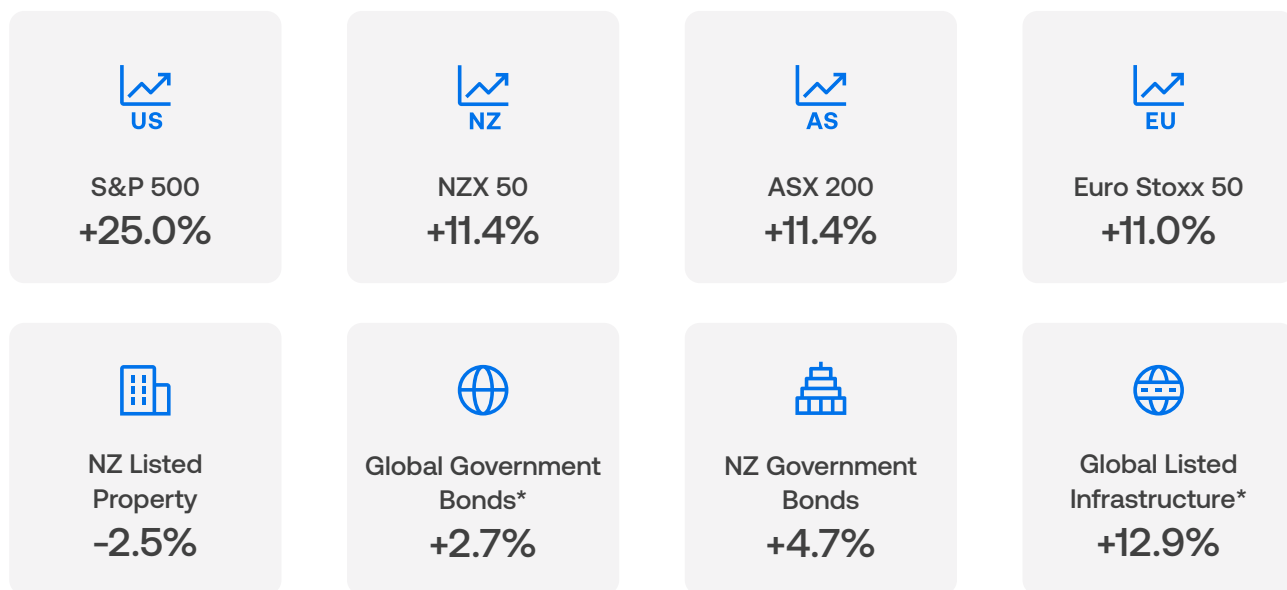 US
S&P 500
+25.0%
NZ
NZX 50
+11.4%
AS
ASX 200
+11.4%
EU
Euro Stoxx 50
+11.0%
NZ Listed
Property
-2.5%
Global Government
Bonds*
+2.7%
NZ Government
Bonds
+4.7%
Global Listed
Infrastructure*
+12.9%